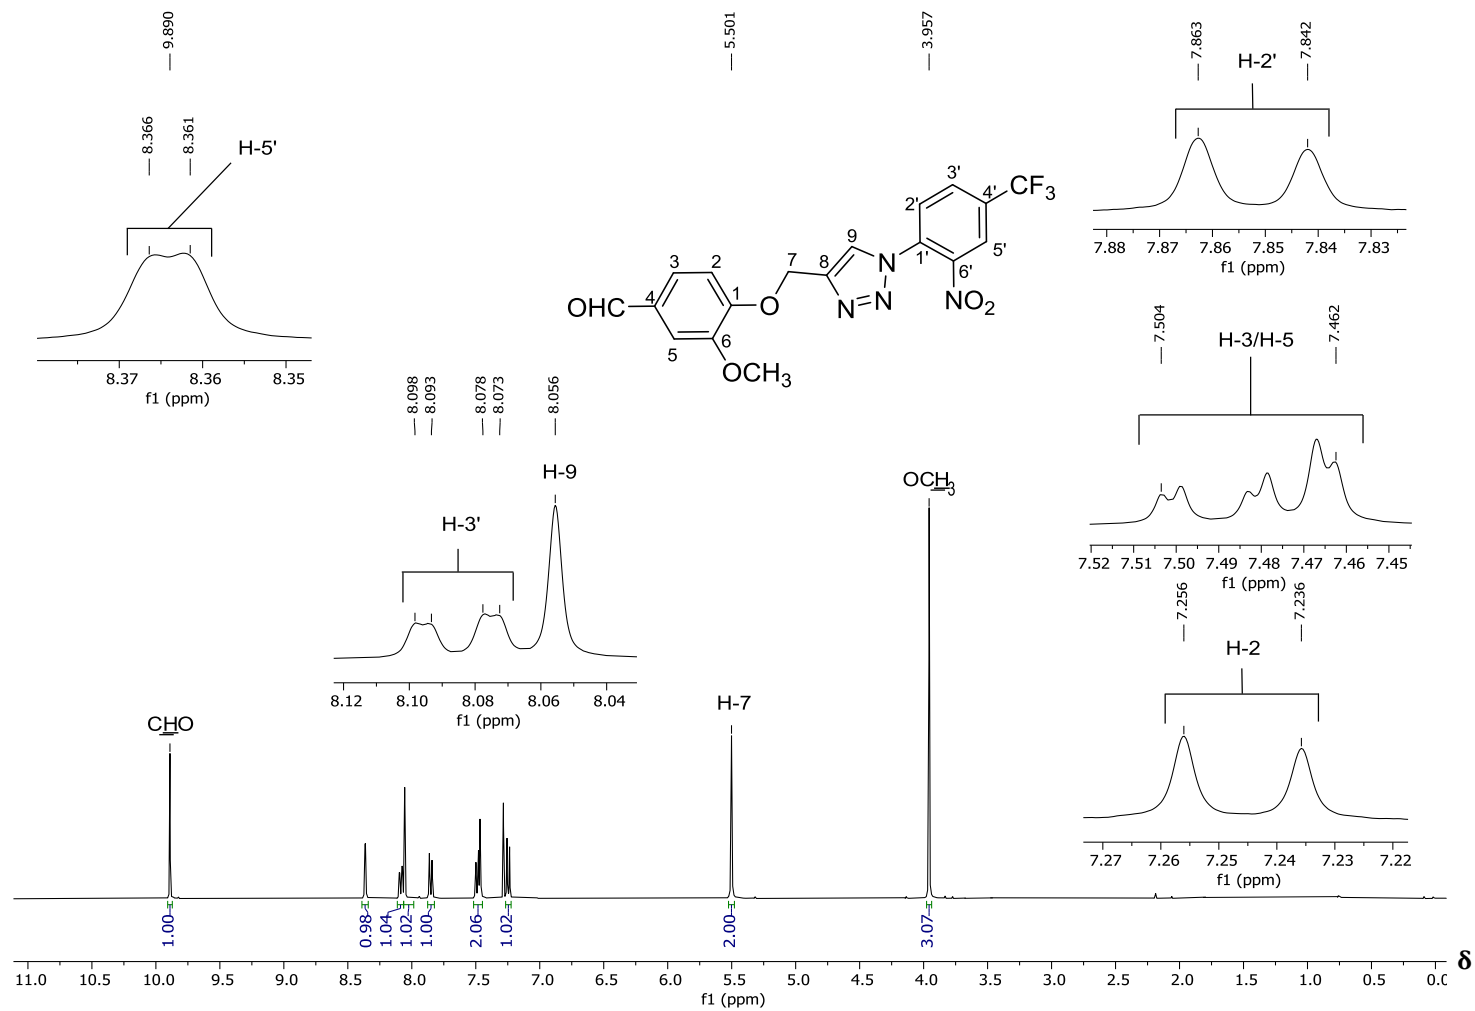 9.890
5.501
3.957
7.863
7.842
H-2'
8.366
8.361
H-5'
7.88 7.87 7.86 7.85 7.84 7.83
f1 (ppm)
8.37 8.36 8.35
f1 (ppm)
3'
4'
CF3
2'
5'
1'
6'
NO2
9
8
7
N
N
N
O
3
2
4
1
OHC
5
6
OCH3
7.504
7.462
H-3/H-5
7.52 7.51 7.50 7.49 7.48 7.47 7.46 7.45
f1 (ppm)
8.098
8.093
8.078
8.073
8.056
H-9
H-3'
8.12 8.10 8.08 8.06 8.04
f1 (ppm)
OCH3
7.256
7.236
H-2
7.27 7.26 7.25 7.24 7.23 7.22
f1 (ppm)
CHO
H-7
1.00
0.98
1.04
1.02
1.00
2.06
1.02
2.00
3.07
11.0 10.5 10.0 9.5 9.0 8.5 8.0 7.5 7.0 6.5 6.0 5.5 5.0 4.5 4.0 3.5 3.0 2.5 2.0 1.5 1.0 0.5 0.0
f1 (ppm)
δ